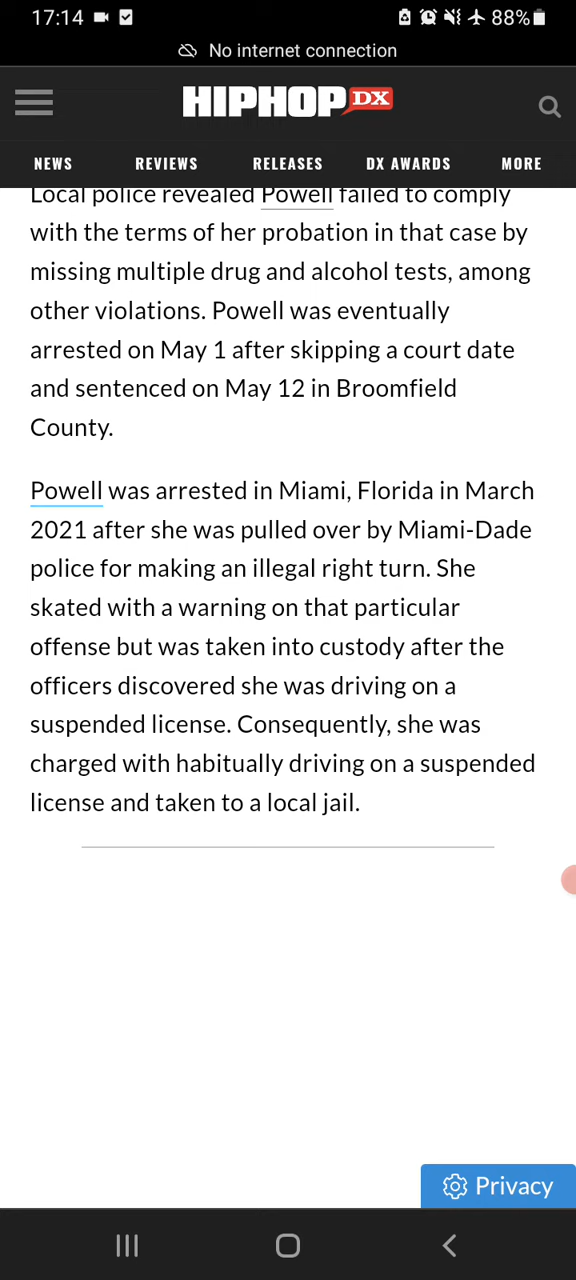 17:14 88%
No internet connection
HIPHOP DX
NEWS REVIEWS RELEASES DX AWARDS MORE
Local police revealed Powell failed to comply
with the terms of her probation in that case by
missing multiple drug and alcohol tests, among
other violations. Powell was eventually
arrested on May 1 after skipping a court date
and sentenced on May 12 in Broomfield
County.
Powell was arrested in Miami, Florida in March
2021 after she was pulled over by Miami-Dade
police for making an illegal right turn. She
skated with a warning on that particular
offense but was taken into custody after the
officers discovered she was driving on a
suspended license. Consequently, she was
charged with habitually driving on a suspended
license and taken to a local jail.
Privacy